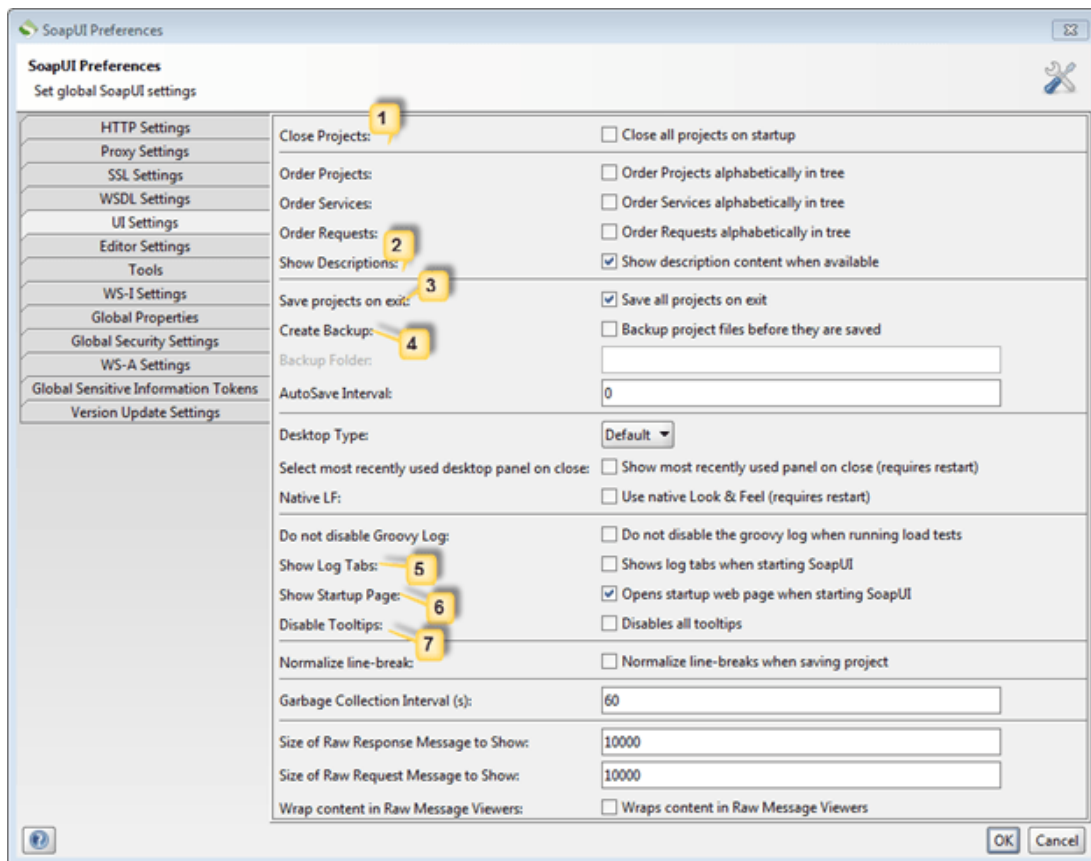 SoapUI Preferences
SoapUI Preferences
Set global SoapUI settings
HTTP Settings
Proxy Settings
SSL Settings
WSDL Settings
UI Settings
Editor Settings
Tools
WS-I Settings
Global Properties
Global Security Settings
WS-A Settings
Global Sensitive Information Tokens
Version Update Settings
1
Close Projects: Close all projects on startup
Order Projects: Order Projects alphabetically in tree
Order Services: Order Services alphabetically in tree
Order Requests: Order Requests alphabetically in tree
2
Show Descriptions: Show description content when available
3
Save projects on exit: Save all projects on exit
Create Backup: 4 Backup project files before they are saved
Backup Folder:
AutoSave Interval: 0
Desktop Type: Default
Select most recently used desktop panel on close: Show most recently used panel on close (requires restart)
Native LF: Use native Look & Feel (requires restart)
Do not disable Groovy Log: Do not disable the groovy log when running load tests
Show Log Tabs: 5 Shows log tabs when starting SoapUI
Show Startup Page: 6 Opens startup web page when starting SoapUI
Disable Tooltips: 7 Disables all tooltips
Normalize line-break: Normalize line-breaks when saving project
Garbage Collection Interval (s): 60
Size of Raw Response Message to Show: 10000
Size of Raw Request Message to Show: 10000
Wrap content in Raw Message Viewers: Wraps content in Raw Message Viewers
? OK Cancel